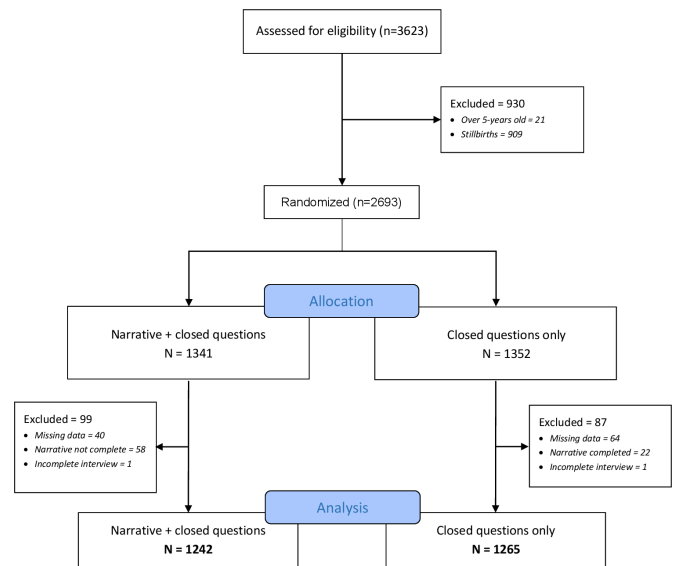 Assessed for eligibility (n=3623)
Excluded = 930
• Over 5-years old = 21
• Stillbirths = 909
Randomized (n=2693)
Allocation
Narrative + closed questions
N = 1341
Closed questions only
N = 1352
Excluded = 99
• Missing data = 40
• Narrative not complete = 58
• Incomplete interview = 1
Excluded = 87
• Missing data = 64
• Narrative completed = 22
• Incomplete interview = 1
Analysis
Narrative + closed questions
N = 1242
Closed questions only
N = 1265